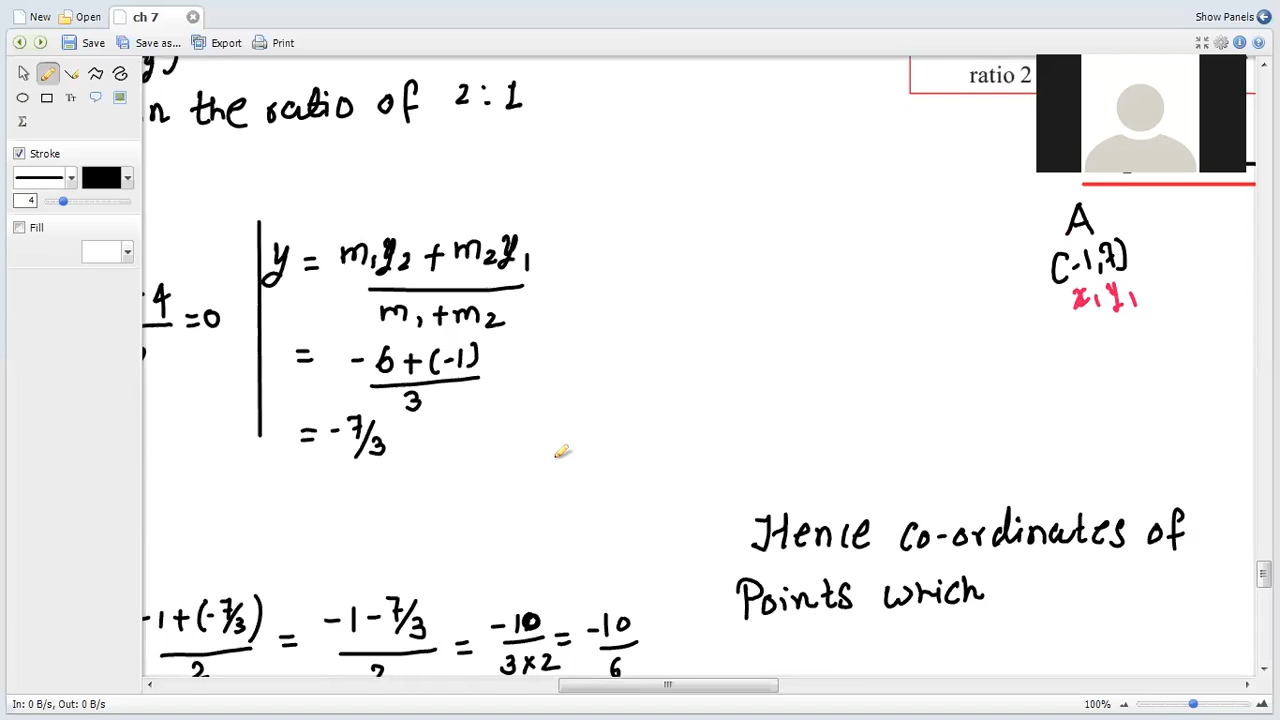 New Open ch 7 Show Panels
Save Save as... Export Print
ratio 2
n the ratio of 2:1
Stroke
4
Fill
A
(-1,7)
x₁ y₁
y = m₁y₂ + m₂y₁
m₁ + m₂
-4
=0
= -6+(-1)
3
= -7/3
Hence co-ordinates of
Points which
-1+(-7/3) = -1-7/3 = -10 = -10
2 2 3×2 6
In: 0 B/s, Out: 0 B/s 100%